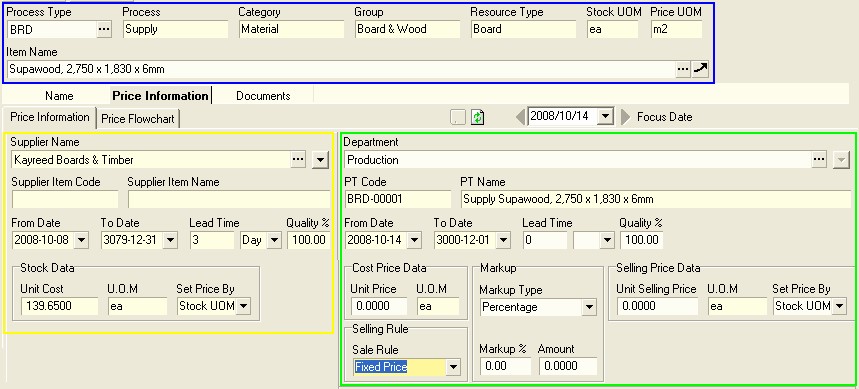 Process Type Process Category Group Resource Type Stock UOM Price UOM
BRD ... Supply Material Board & Wood Board ea m2
Item Name
Supawood, 2,750 x 1,830 x 6mm ...
Name Price Information Documents
Price Information Price Flowchart 2008/10/14 Focus Date
Supplier Name
Kayreed Boards & Timber ...
Supplier Item Code Supplier Item Name
From Date To Date Lead Time Quality %
2008-10-08 3079-12-31 3 Day 100.00
Stock Data
Unit Cost U.O.M Set Price By
139.6500 ea Stock UOM
Department
Production ...
PT Code PT Name
BRD-00001 Supply Supawood, 2,750 x 1,830 x 6mm
From Date To Date Lead Time Quality %
2008-10-14 3000-12-01 0 100.00
Cost Price Data
Unit Price U.O.M
0.0000 ea
Selling Rule
Sale Rule
Fixed Price
Markup
Markup Type
Percentage
Markup % Amount
0.00 0.0000
Selling Price Data
Unit Selling Price U.O.M Set Price By
0.0000 ea Stock UOM